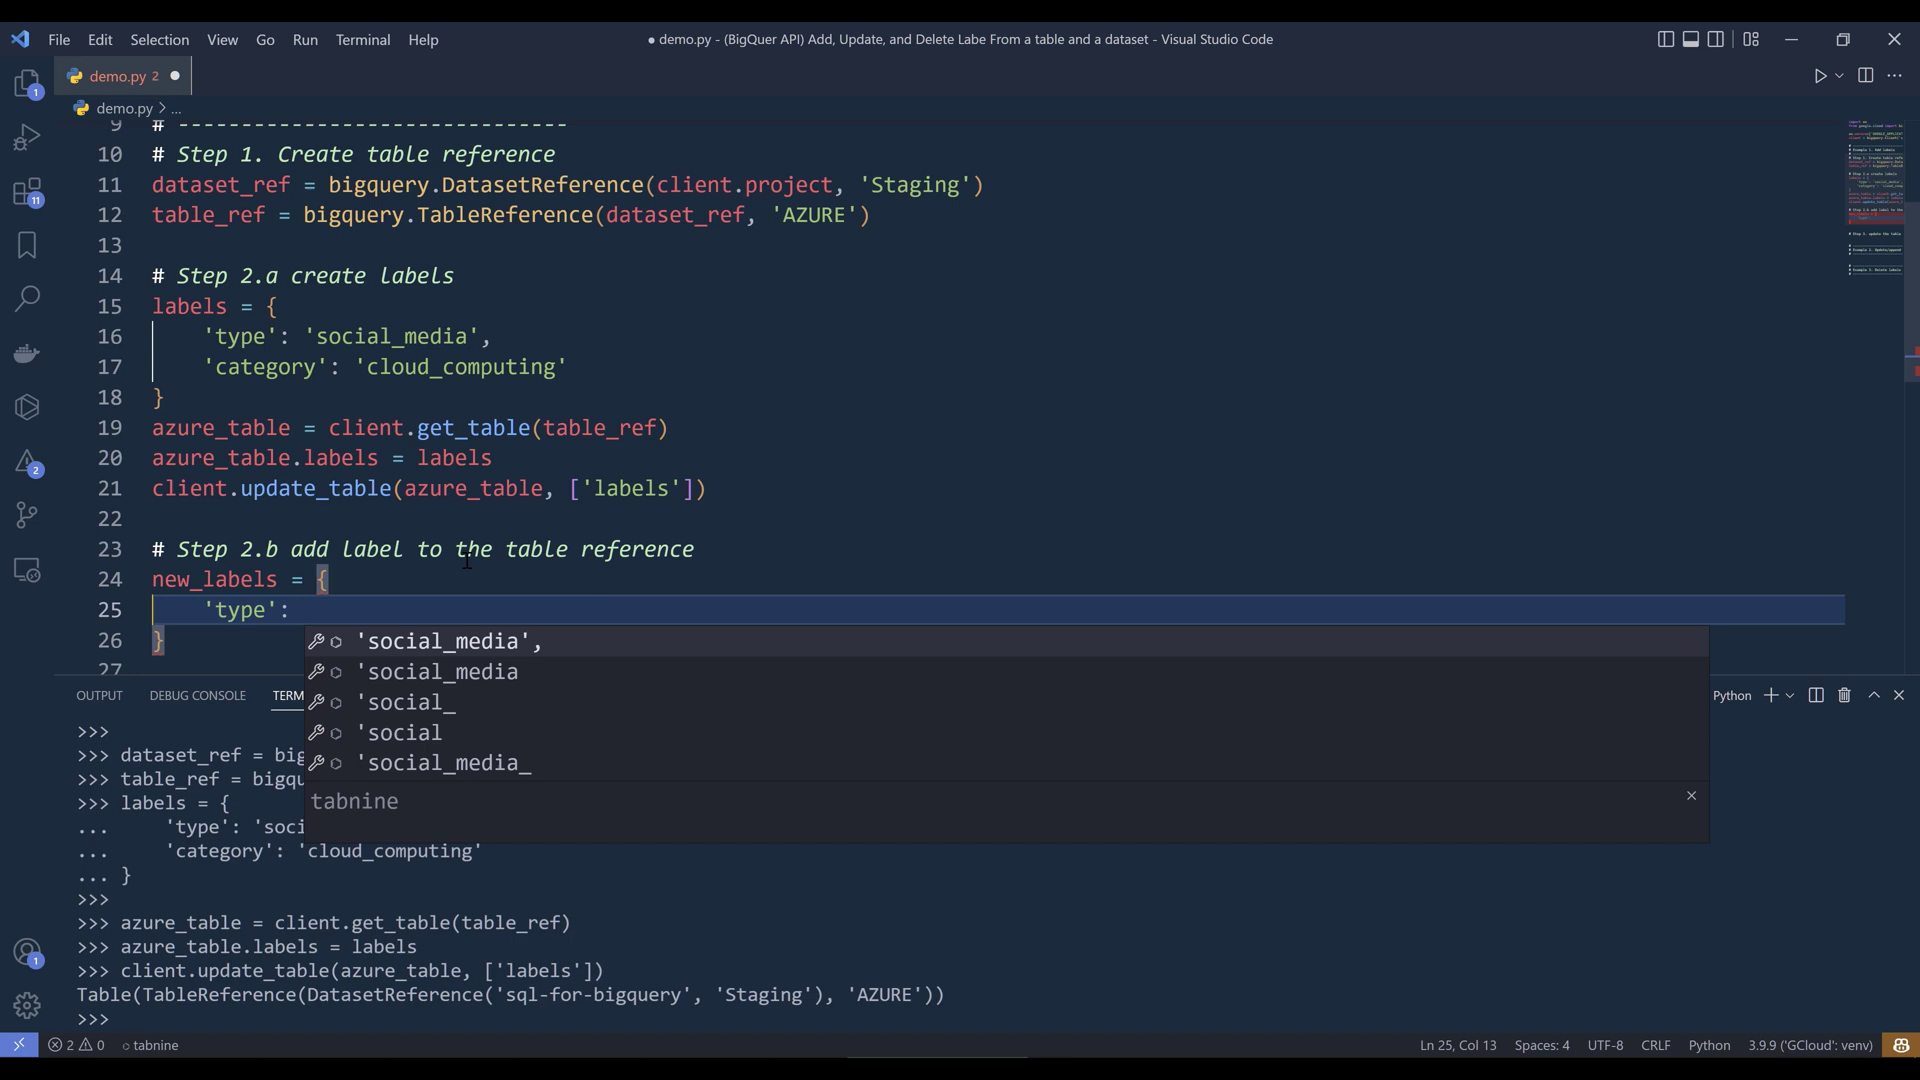 File Edit Selection View Go Run Terminal Help
● demo.py - (BigQuer API) Add, Update, and Delete Labe From a table and a dataset - Visual Studio Code
demo.py 2 ●
demo.py > ...
9 # -------------------------------
10 # Step 1. Create table reference
11 dataset_ref = bigquery.DatasetReference(client.project, 'Staging')
12 table_ref = bigquery.TableReference(dataset_ref, 'AZURE')
13
14 # Step 2.a create labels
15 labels = {
16 'type': 'social_media',
17 'category': 'cloud_computing'
18 }
19 azure_table = client.get_table(table_ref)
20 azure_table.labels = labels
21 client.update_table(azure_table, ['labels'])
22
23 # Step 2.b add label to the table reference
24 new_labels = {
25 'type':
26 }
27
'social_media',
'social_media
'social_
'social
'social_media_
tabnine
OUTPUT DEBUG CONSOLE TERM
Python
>>>
>>> dataset_ref = big
>>> table_ref = bigqu
>>> labels = {
... 'type': 'soci
... 'category': 'cloud_computing'
... }
>>>
>>> azure_table = client.get_table(table_ref)
>>> azure_table.labels = labels
>>> client.update_table(azure_table, ['labels'])
Table(TableReference(DatasetReference('sql-for-bigquery', 'Staging'), 'AZURE'))
>>>
1
11
2
1
2 0 tabnine
Ln 25, Col 13 Spaces: 4 UTF-8 CRLF Python 3.9.9 ('GCloud': venv)